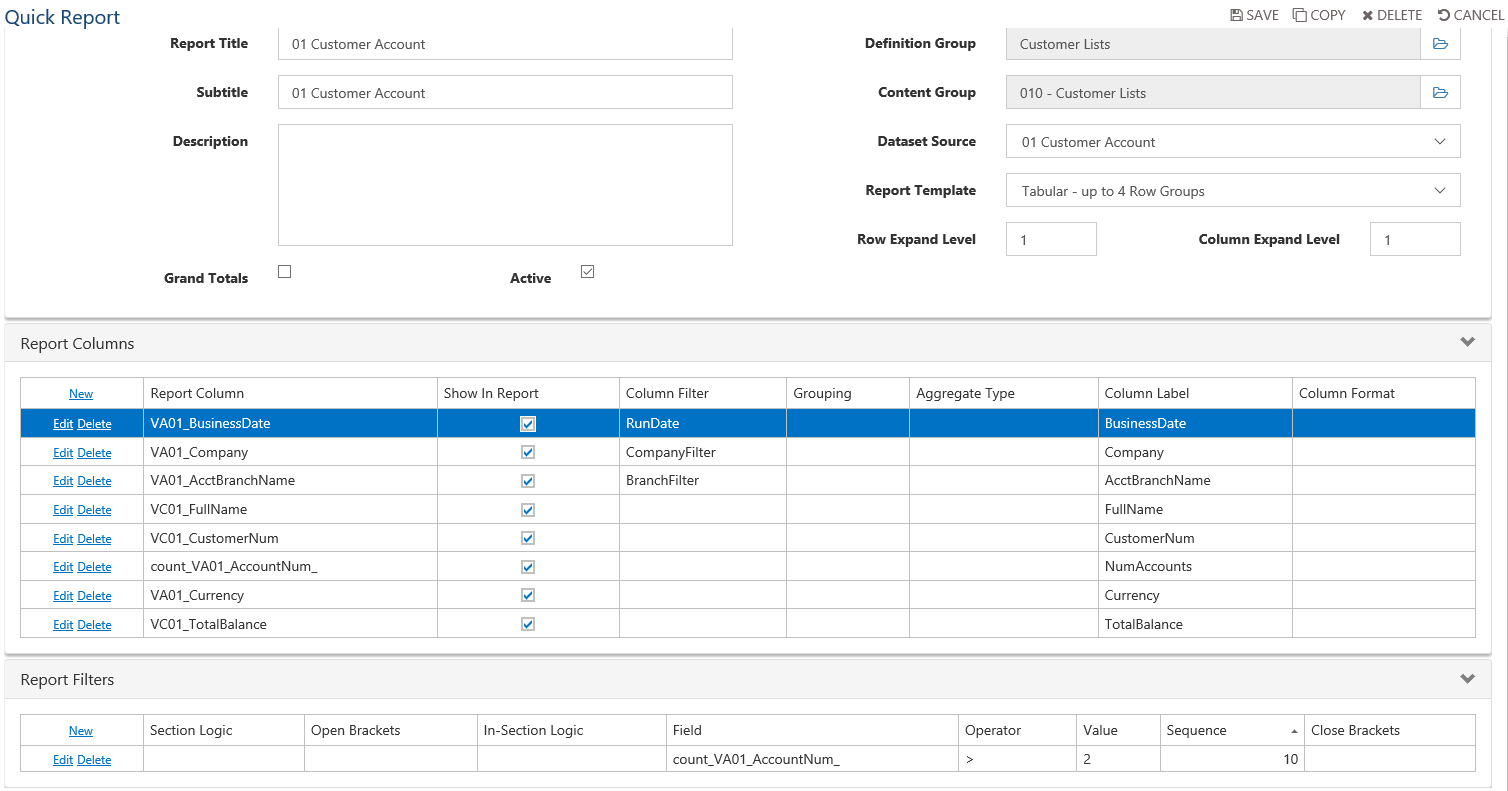 Quick Report
SAVE COPY DELETE CANCEL
Report Title 01 Customer Account Definition Group Customer Lists
Subtitle 01 Customer Account Content Group 010 - Customer Lists
Description Dataset Source 01 Customer Account
Report Template Tabular - up to 4 Row Groups
Row Expand Level 1 Column Expand Level 1
Grand Totals Active
Report Columns
New Report Column Show In Report Column Filter Grouping Aggregate Type Column Label Column Format
Edit Delete VA01_BusinessDate RunDate BusinessDate
Edit Delete VA01_Company CompanyFilter Company
Edit Delete VA01_AcctBranchName BranchFilter AcctBranchName
Edit Delete VC01_FullName FullName
Edit Delete VC01_CustomerNum CustomerNum
Edit Delete count_VA01_AccountNum_ NumAccounts
Edit Delete VA01_Currency Currency
Edit Delete VC01_TotalBalance TotalBalance
Report Filters
New Section Logic Open Brackets In-Section Logic Field Operator Value Sequence Close Brackets
Edit Delete count_VA01_AccountNum_ > 2 10